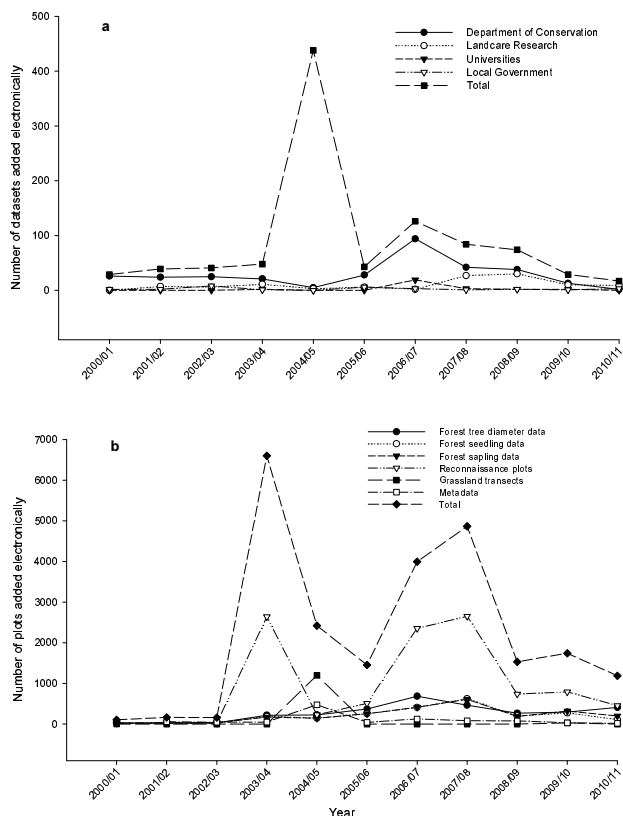 a
Department of Conservation
Landcare Research
Universities
Local Government
Total
Number of datasets added electronically
500
400
300
200
100
0
2000/01
2001/02
2002/03
2003/04
2004/05
2005/06
2006/07
2007/08
2008/09
2009/10
2010/11
b
Forest tree diameter data
Forest seedling data
Forest sapling data
Reconnaissance plots
Grassland transects
Metadata
Total
Number of plots added electronically
7000
6000
5000
4000
3000
2000
1000
0
2000/01
2001/02
2002/03
2003/04
2004/05
2005/06
2006/07
2007/08
2008/09
2009/10
2010/11
Year